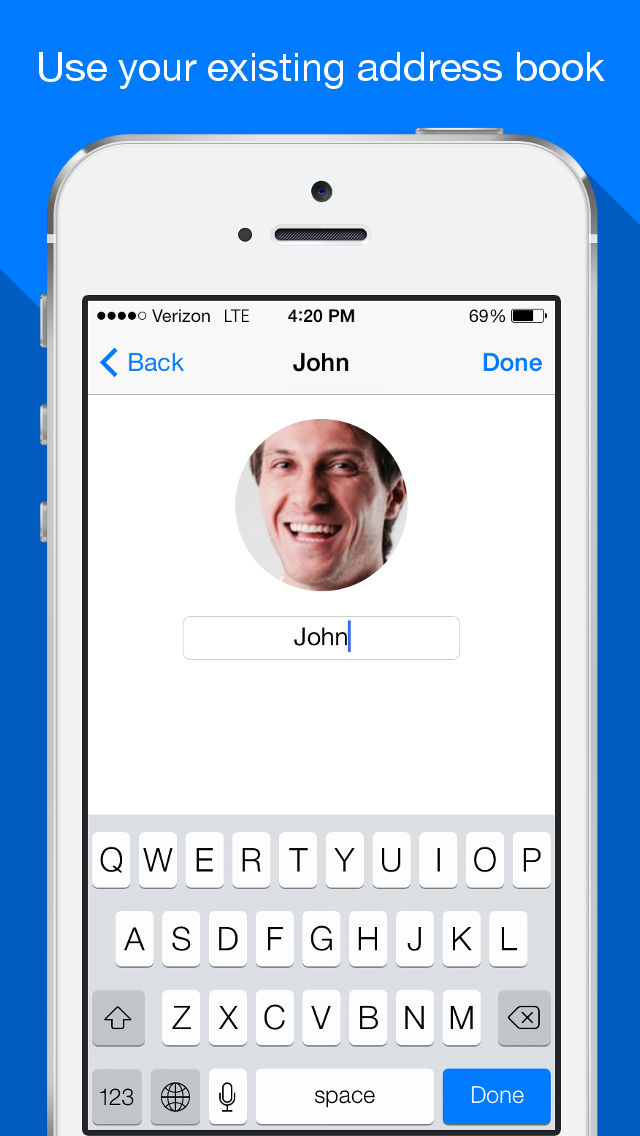 Use your existing address book
Verizon LTE 4:20 PM 69%
Back John Done
John
Q W E R T Y U I O P
A S D F G H J K L
Z X C V B N M
123 space Done